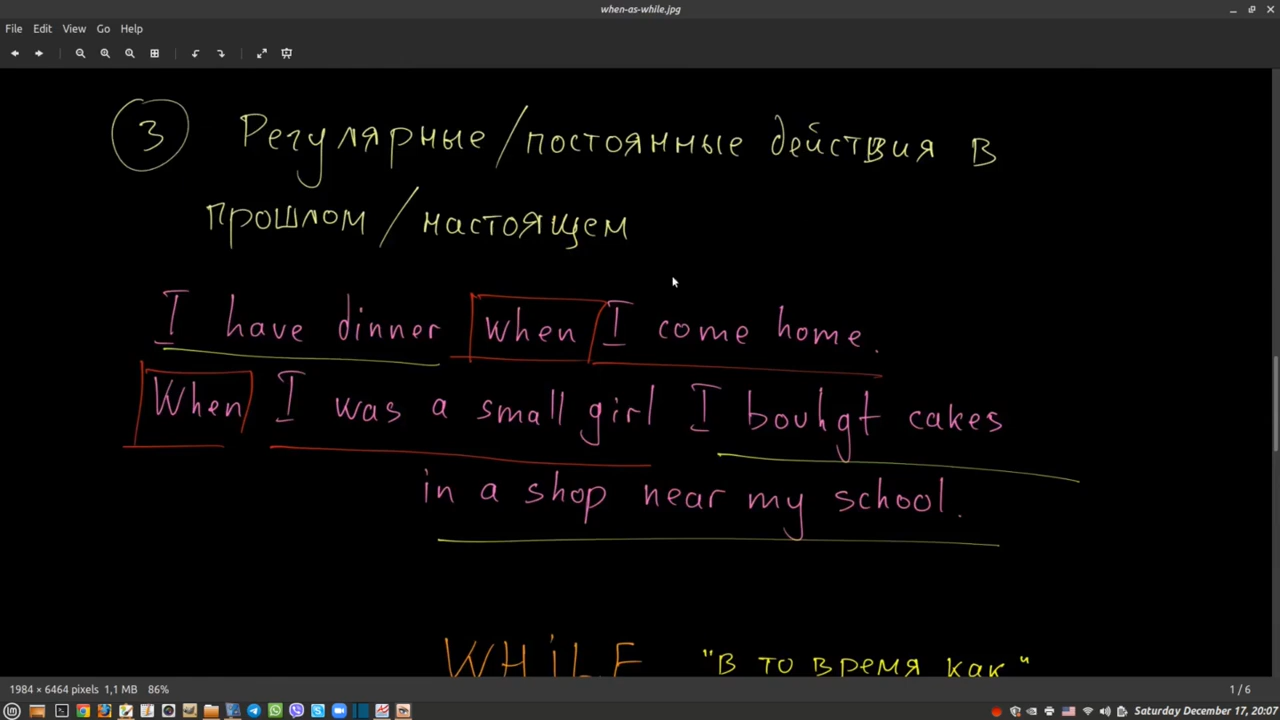 when-as-while.jpg
File Edit View Go Help
3 Регулярные/постоянные действия в
прошлом/настоящем
I have dinner when I come home.
When I was a small girl I bouhgt cakes
in a shop near my school.
WHILE "в то время как"
1984 × 6464 pixels 1,1 MB 86% 1 / 6
Saturday December 17, 20:07